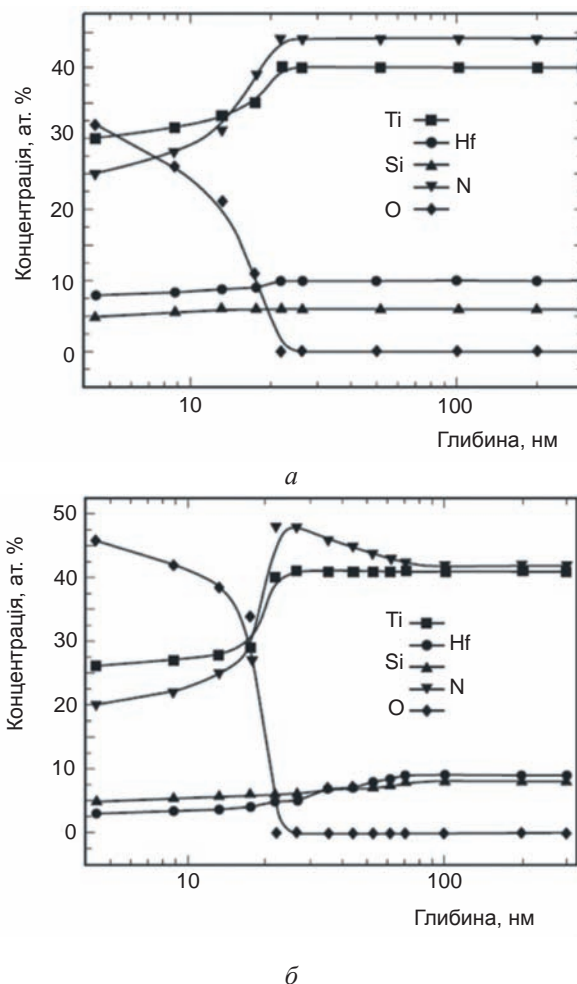 Концентрація, ат. %
40
30
20
10
0
Ti
Hf
Si
N
O
10
100
Глибина, нм
а
Концентрація, ат. %
50
40
30
20
10
0
Ti
Hf
Si
N
O
10
100
Глибина, нм
б